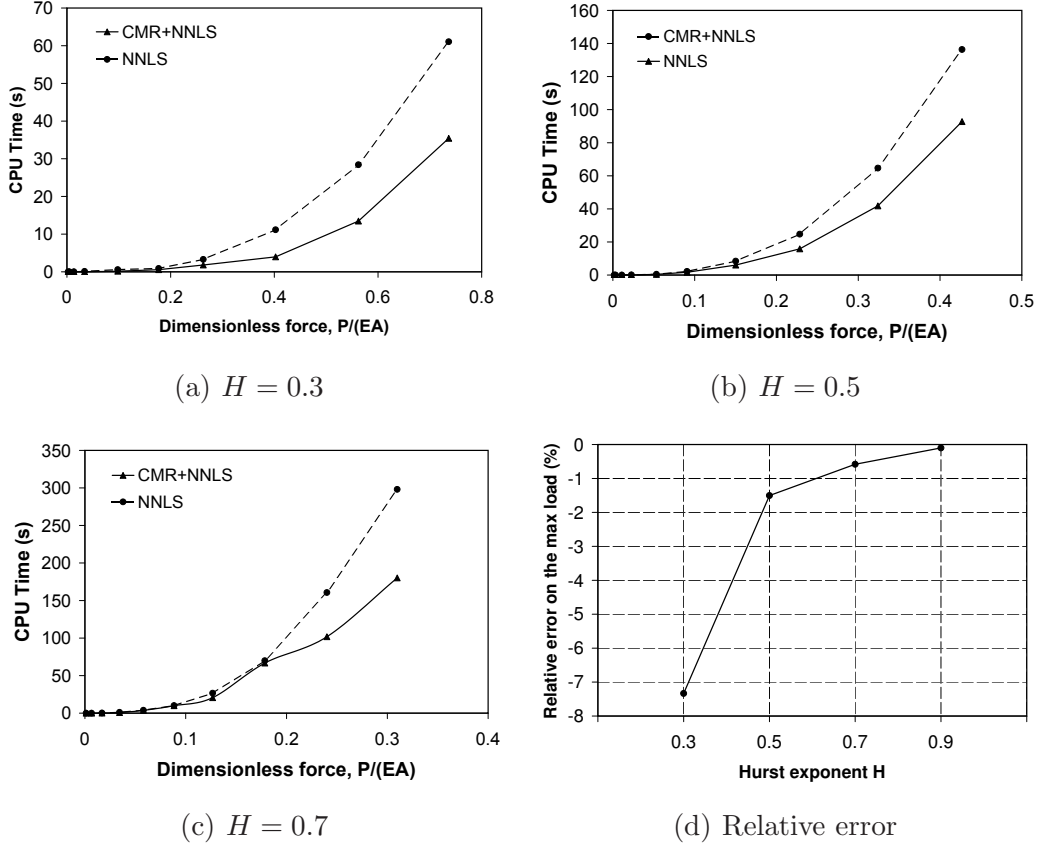 70
60
50
40
30
20
10
0
CPU Time (s)
CMR+NNLS
NNLS
0 0.2 0.4 0.6 0.8
Dimensionless force, P/(EA)
(a) H = 0.3
160
140
120
100
80
60
40
20
0
CPU Time (s)
CMR+NNLS
NNLS
0 0.1 0.2 0.3 0.4 0.5
Dimensionless force, P/(EA)
(b) H = 0.5
350
300
250
200
150
100
50
0
CPU Time (s)
CMR+NNLS
NNLS
0 0.1 0.2 0.3 0.4
Dimensionless force, P/(EA)
(c) H = 0.7
0
-1
-2
-3
-4
-5
-6
-7
-8
Relative error on the max load (%)
0.3 0.5 0.7 0.9
Hurst exponent H
(d) Relative error